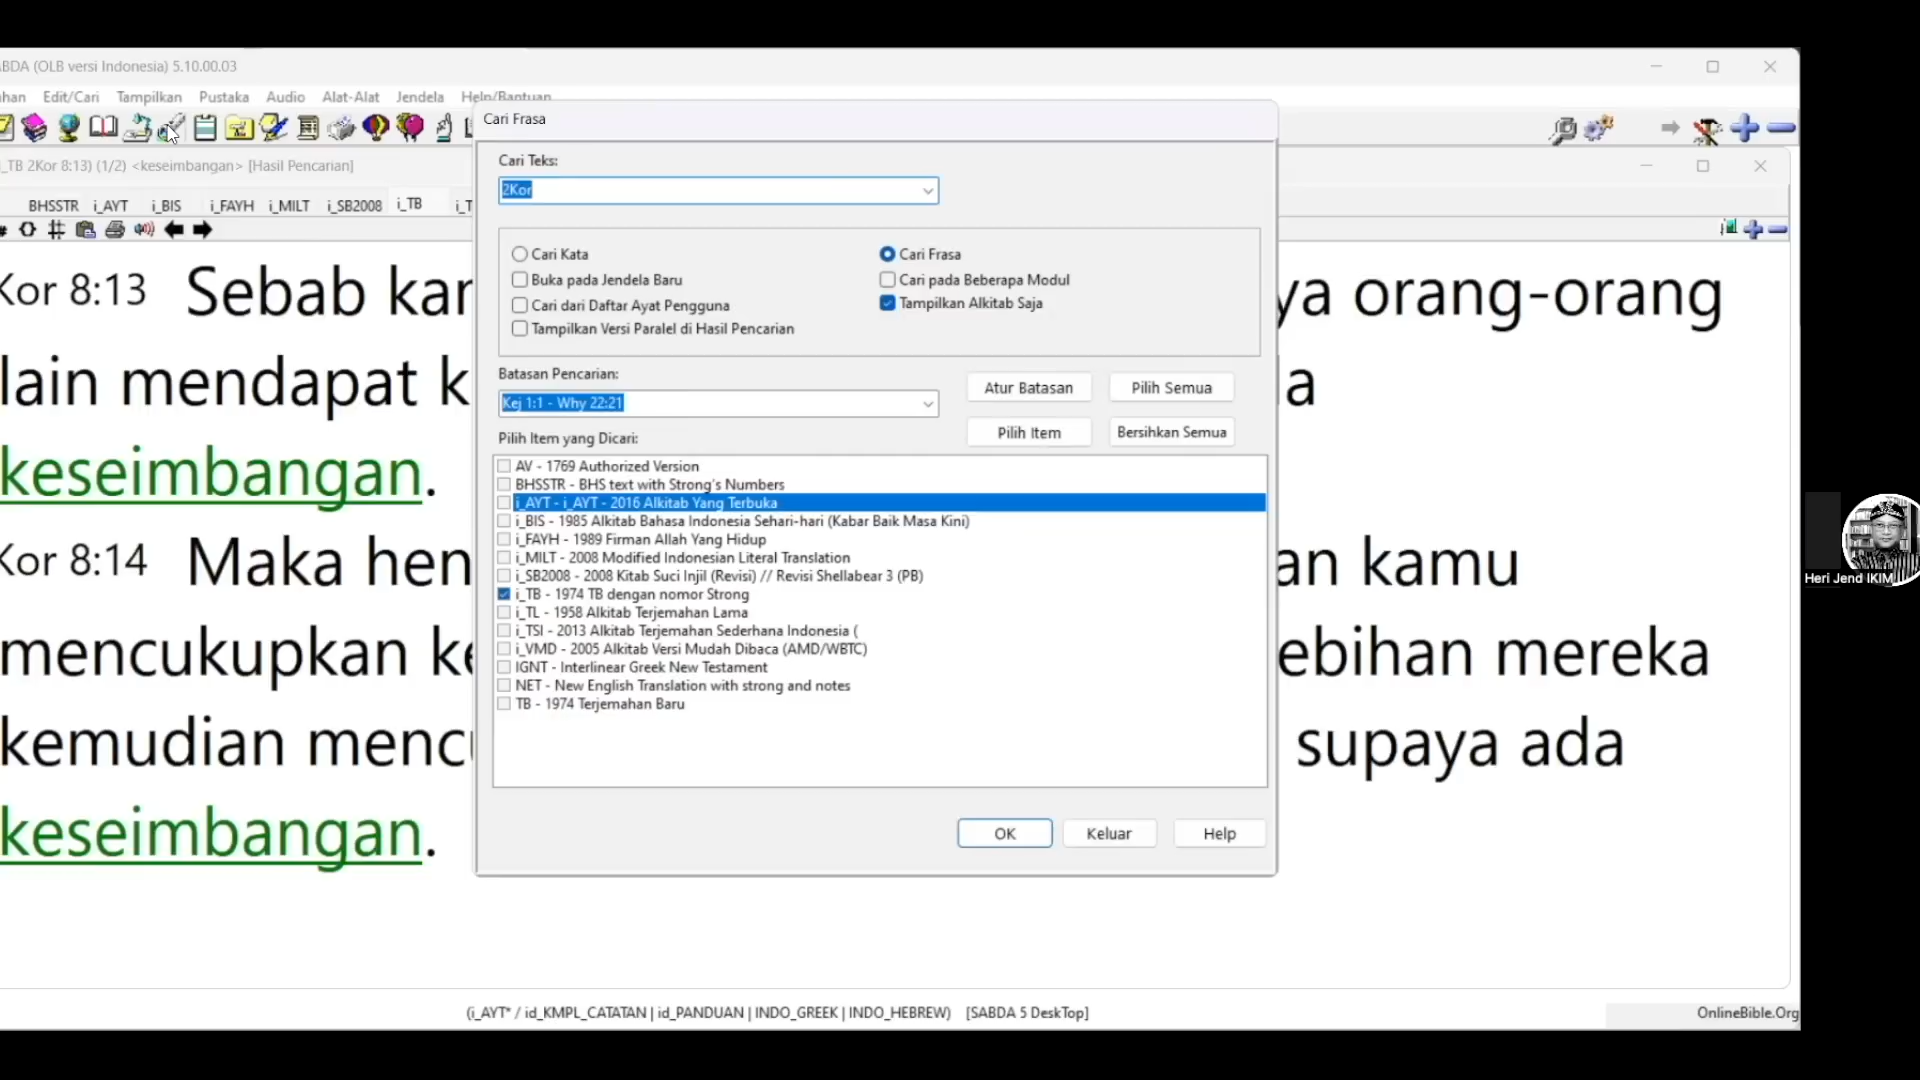 BDA (OLB versi Indonesia) 5.10.00.03
han Edit/Cari Tampilkan Pustaka Audio Alat-Alat Jendela Help/Bantuan
i_TB 2Kor 8:13) (1/2) <keseimbangan> [Hasil Pencarian]
BHSSTR i_AYT i_BIS i_FAYH i_MILT i_SB2008 i_TB i_T
Kor 8:13 Sebab kar
ya orang-orang
lain mendapat k
a
keseimbangan.
Kor 8:14 Maka hen
an kamu
mencukupkan ke
ebihan mereka
kemudian mencu
supaya ada
keseimbangan.
Cari Frasa
Cari Teks:
2Kor
Cari Kata
Cari Frasa
Buka pada Jendela Baru
Cari pada Beberapa Modul
Cari dari Daftar Ayat Pengguna
Tampilkan Alkitab Saja
Tampilkan Versi Paralel di Hasil Pencarian
Batasan Pencarian:
Kej 1:1 - Why 22:21
Atur Batasan
Pilih Semua
Pilih Item
Bersihkan Semua
Pilih Item yang Dicari:
AV - 1769 Authorized Version
BHSSTR - BHS text with Strong's Numbers
i_AYT - i_AYT - 2016 Alkitab Yang Terbuka
i_BIS - 1985 Alkitab Bahasa Indonesia Sehari-hari (Kabar Baik Masa Kini)
i_FAYH - 1989 Firman Allah Yang Hidup
i_MILT - 2008 Modified Indonesian Literal Translation
i_SB2008 - 2008 Kitab Suci Injil (Revisi) // Revisi Shellabear 3 (PB)
i_TB - 1974 TB dengan nomor Strong
i_TL - 1958 Alkitab Terjemahan Lama
i_TSI - 2013 Alkitab Terjemahan Sederhana Indonesia (
i_VMD - 2005 Alkitab Versi Mudah Dibaca (AMD/WBTC)
IGNT - Interlinear Greek New Testament
NET - New English Translation with strong and notes
TB - 1974 Terjemahan Baru
OK
Keluar
Help
Heri Jend IKIM
(i_AYT* / id_KMPL_CATATAN | id_PANDUAN | INDO_GREEK | INDO_HEBREW) [SABDA 5 DeskTop]
OnlineBible.Org